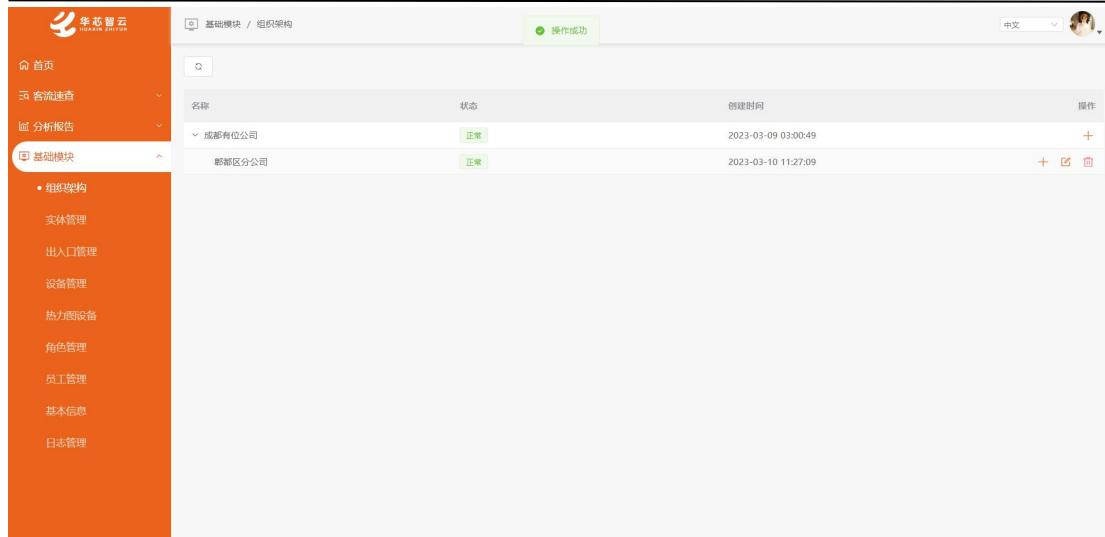 华芯智云
HUAXIN ZHIYUN
基础模块 / 组织架构
操作成功
中文
首页
客流速查
分析报告
基础模块
组织架构
实体管理
出入口管理
设备管理
热力图设备
角色管理
员工管理
基本信息
日志管理
名称 状态 创建时间 操作
成都有位公司 正常 2023-03-09 03:00:49
郫都区分公司 正常 2023-03-10 11:27:09